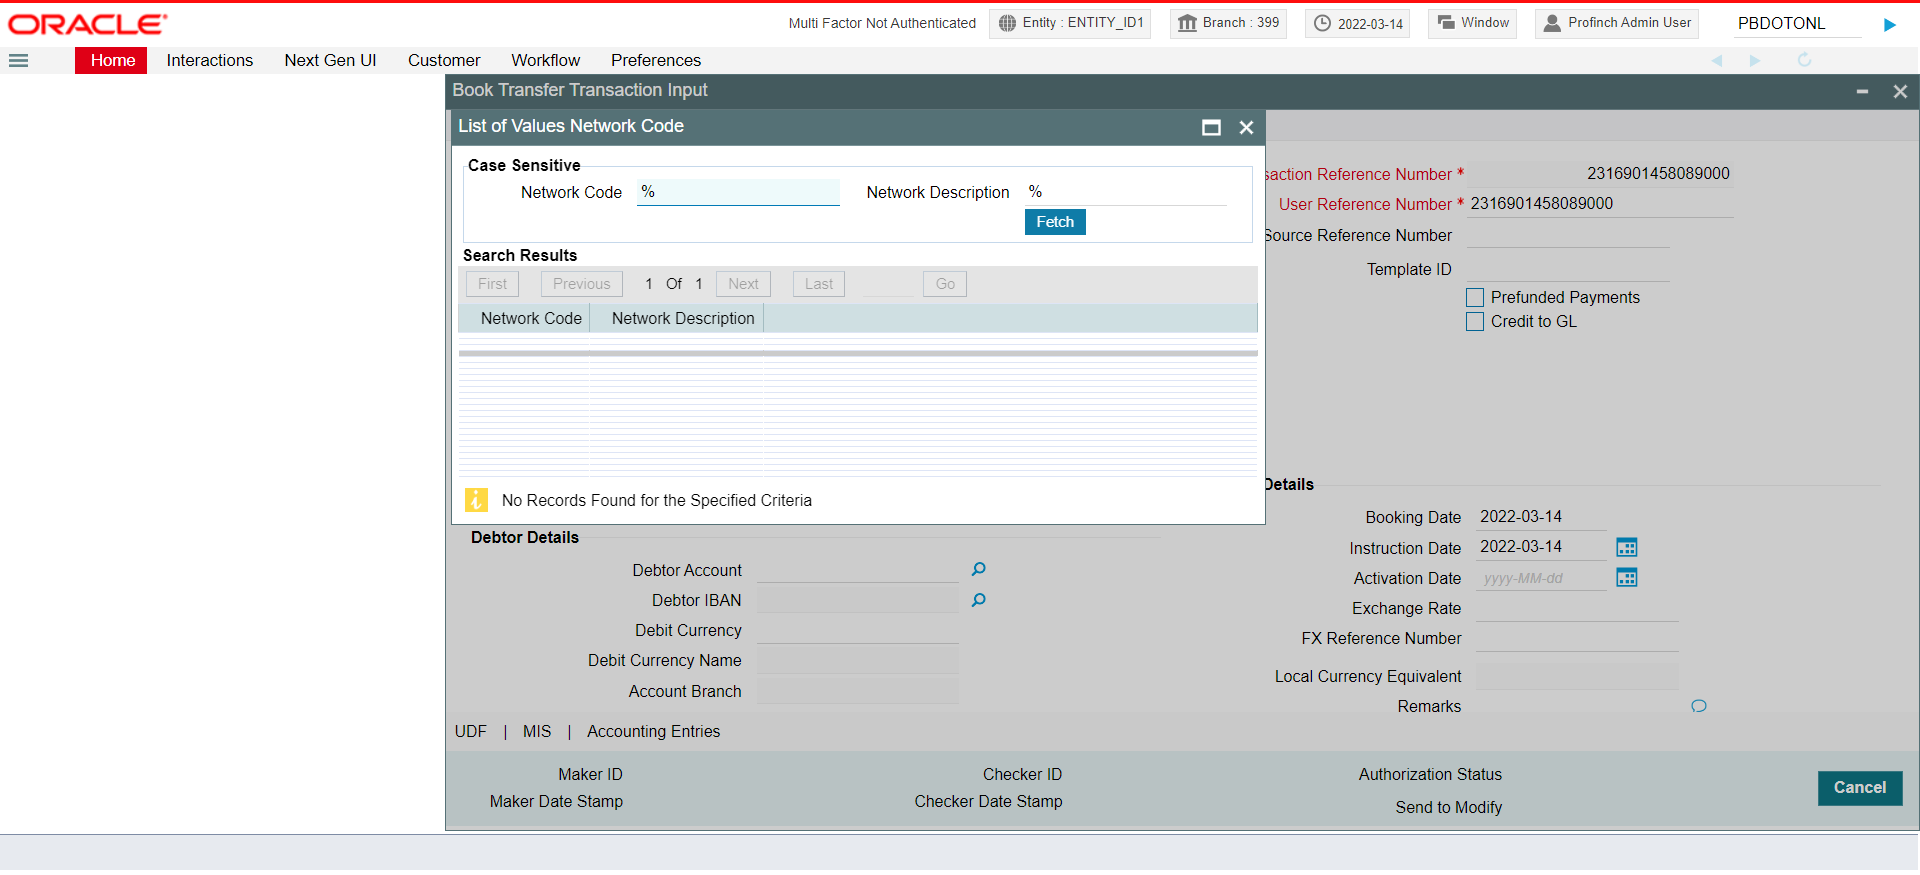 ORACLE
Multi Factor Not Authenticated
Entity : ENTITY_ID1
Branch : 399
2022-03-14
Window
Profinch Admin User
PBDOTONL
Home
Interactions
Next Gen UI
Customer
Workflow
Preferences
Book Transfer Transaction Input
List of Values Network Code
Case Sensitive
Network Code %
Network Description %
Fetch
Search Results
First
Previous
1 Of 1
Next
Last
Go
Network Code
Network Description
No Records Found for the Specified Criteria
saction Reference Number * 2316901458089000
User Reference Number * 2316901458089000
Source Reference Number
Template ID
Prefunded Payments
Credit to GL
Details
Booking Date 2022-03-14
Instruction Date 2022-03-14
Activation Date yyyy-MM-dd
Exchange Rate
FX Reference Number
Local Currency Equivalent
Remarks
Debtor Details
Debtor Account
Debtor IBAN
Debit Currency
Debit Currency Name
Account Branch
UDF | MIS | Accounting Entries
Maker ID
Maker Date Stamp
Checker ID
Checker Date Stamp
Authorization Status
Send to Modify
Cancel